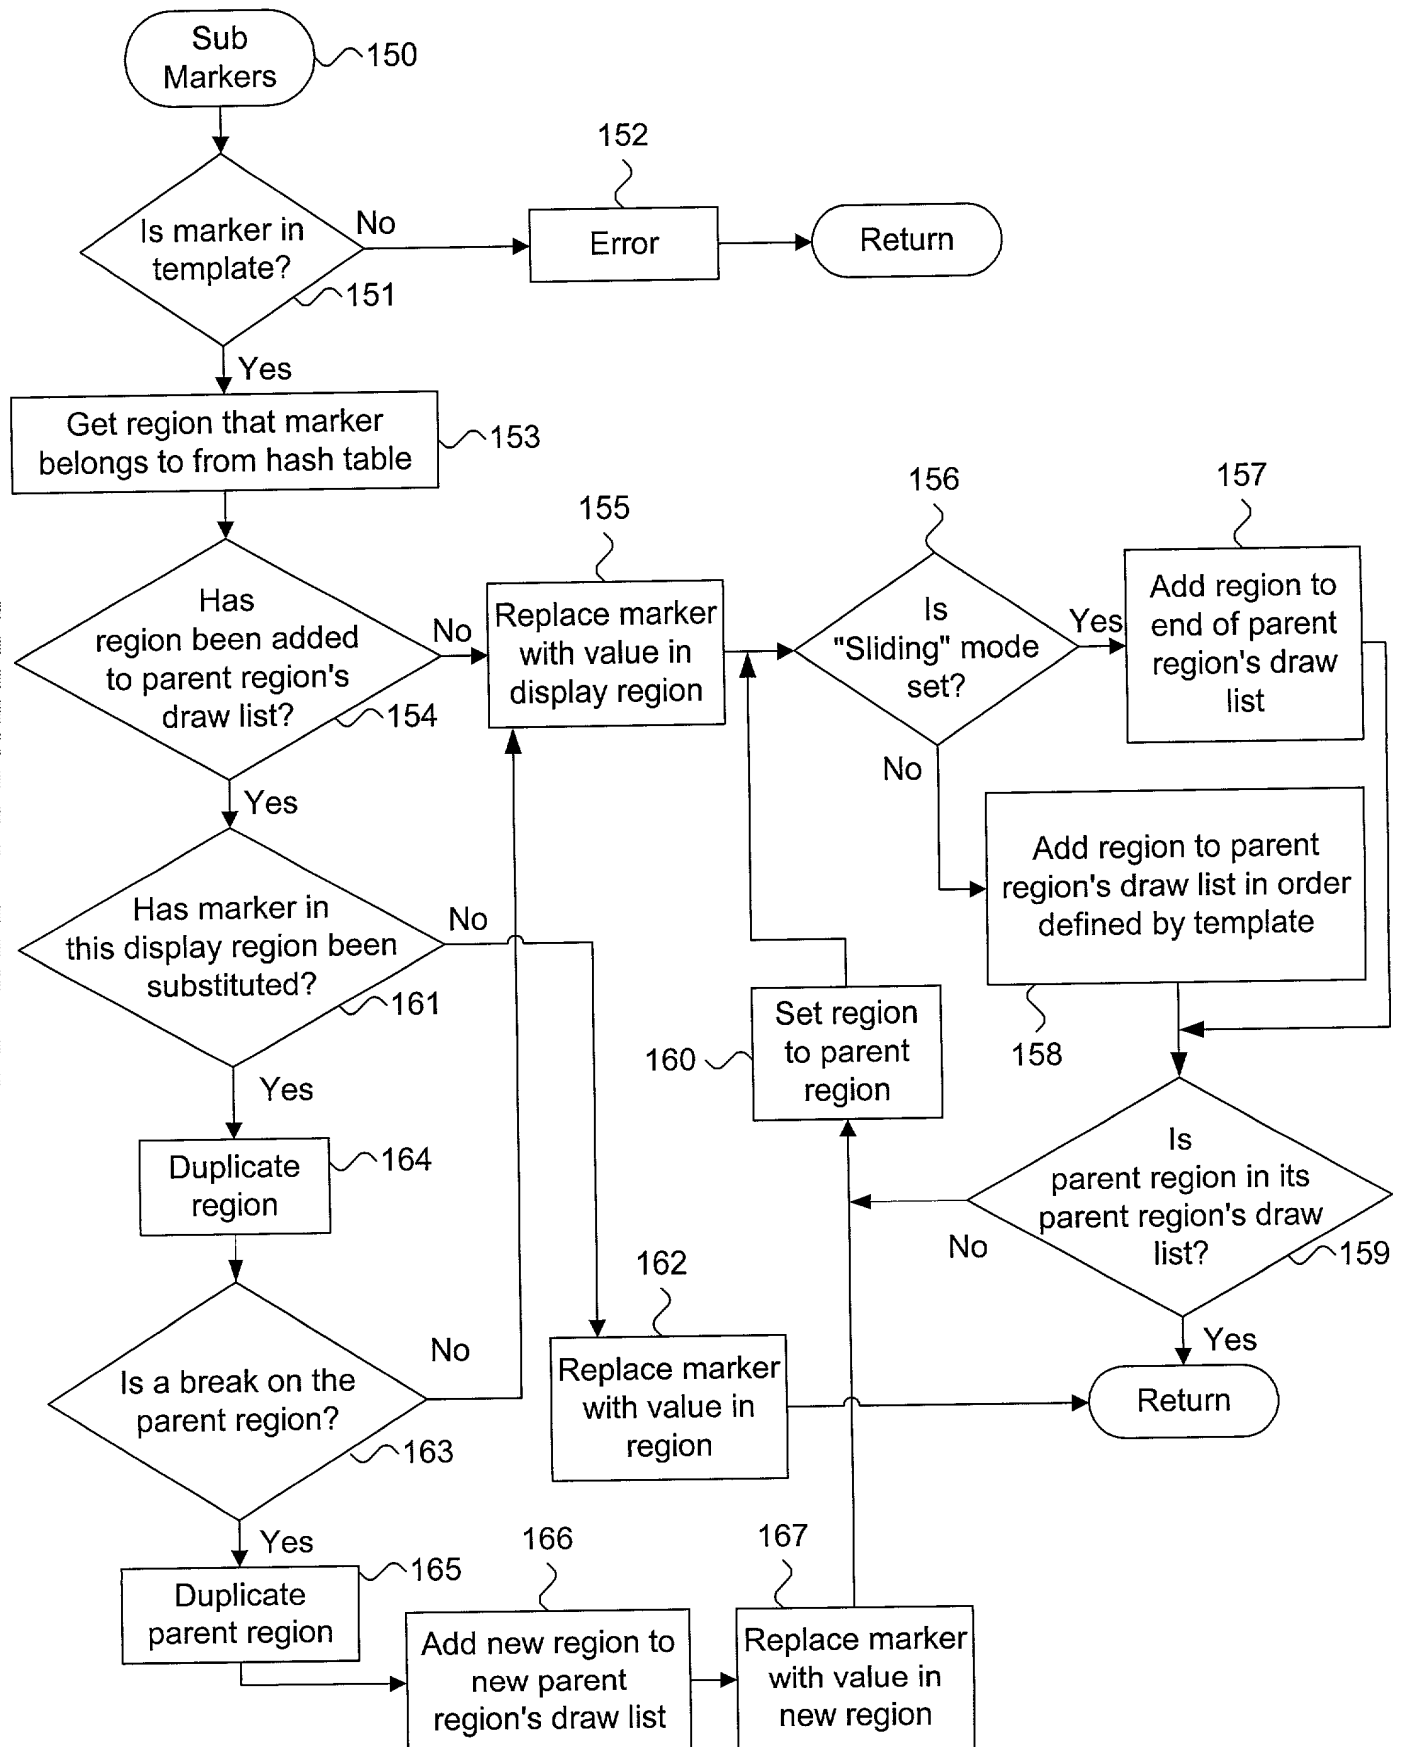 Sub
Markers
150
Is marker in
template?
151
No
152
Error
Return
Yes
Get region that marker
belongs to from hash table
153
Has
region been added
to parent region's
draw list?
154
No
155
Replace marker
with value in
display region
156
Is
"Sliding" mode
set?
Yes
157
Add region to
end of parent
region's draw
list
No
Add region to parent
region's draw list in order
defined by template
158
Yes
Has marker in
this display region been
substituted?
161
No
160
Set region
to parent
region
Is
parent region in its
parent region's draw
list?
159
No
Yes
Return
Yes
Duplicate
region
164
Is a break on the
parent region?
163
No
162
Replace marker
with value in
region
Yes
Duplicate
parent region
165
166
Add new region to
new parent
region's draw list
167
Replace marker
with value in
new region